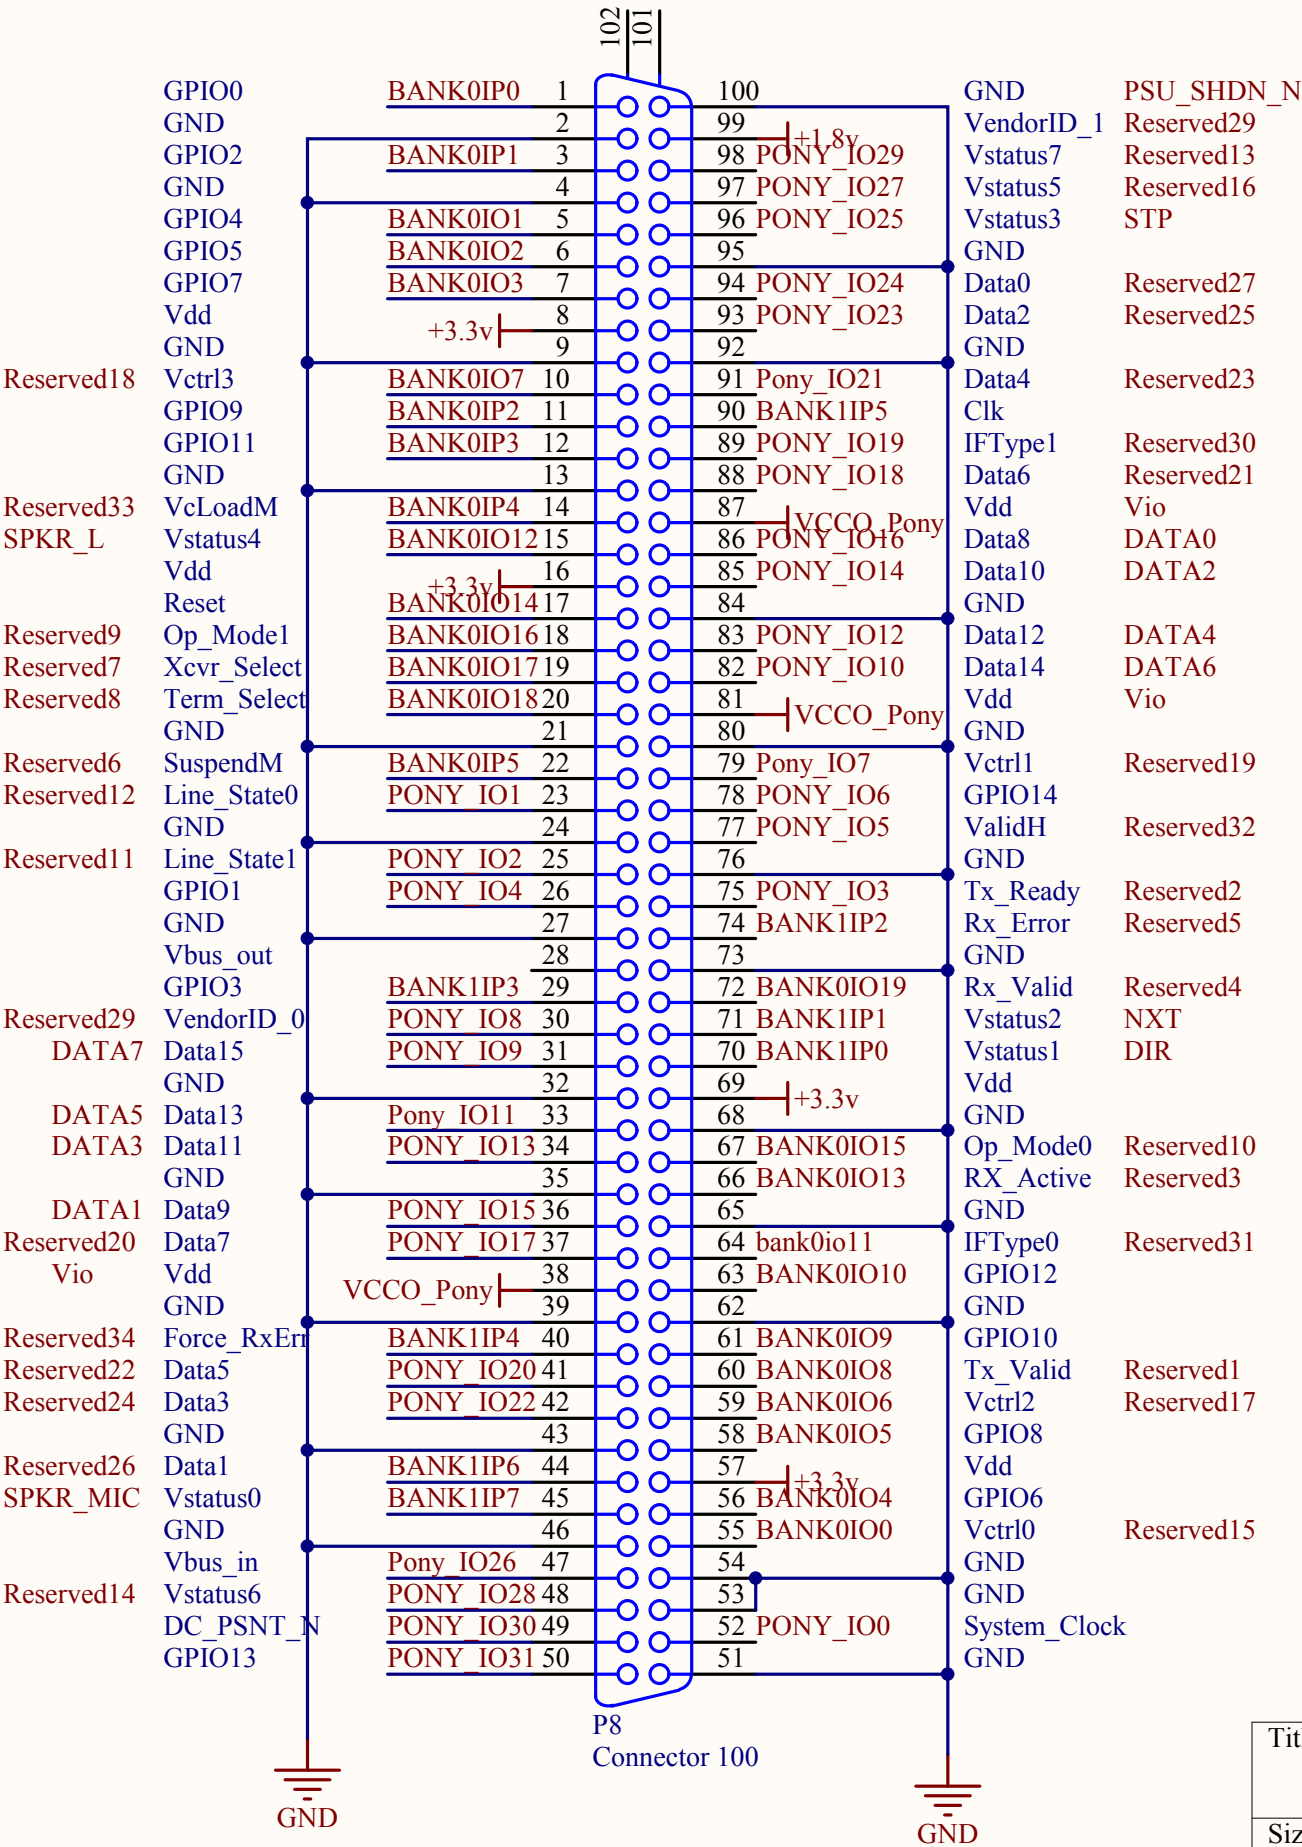 102 101
GPIO0 BANK0IP0 1 100 GND PSU_SHDN_N
GND 2 99 +1.8v VendorID_1 Reserved29
GPIO2 BANK0IP1 3 98 PONY_IO29 Vstatus7 Reserved13
GND 4 97 PONY_IO27 Vstatus5 Reserved16
GPIO4 BANK0IO1 5 96 PONY_IO25 Vstatus3 STP
GPIO5 BANK0IO2 6 95 GND
GPIO7 BANK0IO3 7 94 PONY_IO24 Data0 Reserved27
Vdd +3.3v 8 93 PONY_IO23 Data2 Reserved25
GND 9 92 GND
Reserved18 Vctrl3 BANK0IO7 10 91 Pony_IO21 Data4 Reserved23
GPIO9 BANK0IP2 11 90 BANK1IP5 Clk
GPIO11 BANK0IP3 12 89 PONY_IO19 IFType1 Reserved30
GND 13 88 PONY_IO18 Data6 Reserved21
Reserved33 VcLoadM BANK0IP4 14 87 VCCO_Pony Vdd Vio
SPKR_L Vstatus4 BANK0IO12 15 86 PONY_IO16 Data8 DATA0
Vdd +3.3v 16 85 PONY_IO14 Data10 DATA2
Reset BANK0IO14 17 84 GND
Reserved9 Op_Mode1 BANK0IO16 18 83 PONY_IO12 Data12 DATA4
Reserved7 Xcvr_Select BANK0IO17 19 82 PONY_IO10 Data14 DATA6
Reserved8 Term_Select BANK0IO18 20 81 VCCO_Pony Vdd Vio
GND 21 80 GND
Reserved6 SuspendM BANK0IP5 22 79 Pony_IO7 Vctrl1 Reserved19
Reserved12 Line_State0 PONY_IO1 23 78 PONY_IO6 GPIO14
GND 24 77 PONY_IO5 ValidH Reserved32
Reserved11 Line_State1 PONY_IO2 25 76 GND
GPIO1 PONY_IO4 26 75 PONY_IO3 Tx_Ready Reserved2
GND 27 74 BANK1IP2 Rx_Error Reserved5
Vbus_out 28 73 GND
GPIO3 BANK1IP3 29 72 BANK0IO19 Rx_Valid Reserved4
Reserved29 VendorID_0 PONY_IO8 30 71 BANK1IP1 Vstatus2 NXT
DATA7 Data15 PONY_IO9 31 70 BANK1IP0 Vstatus1 DIR
GND 32 69 +3.3v Vdd
DATA5 Data13 Pony_IO11 33 68 GND
DATA3 Data11 PONY_IO13 34 67 BANK0IO15 Op_Mode0 Reserved10
GND 35 66 BANK0IO13 RX_Active Reserved3
DATA1 Data9 PONY_IO15 36 65 GND
Reserved20 Data7 PONY_IO17 37 64 bank0io11 IFType0 Reserved31
Vio Vdd VCCO_Pony 38 63 BANK0IO10 GPIO12
GND 39 62 GND
Reserved34 Force_RxErr BANK1IP4 40 61 BANK0IO9 GPIO10
Reserved22 Data5 PONY_IO20 41 60 BANK0IO8 Tx_Valid Reserved1
Reserved24 Data3 PONY_IO22 42 59 BANK0IO6 Vctrl2 Reserved17
GND 43 58 BANK0IO5 GPIO8
Reserved26 Data1 BANK1IP6 44 57 +3.3v Vdd
SPKR_MIC Vstatus0 BANK1IP7 45 56 BANK0IO4 GPIO6
GND 46 55 BANK0IO0 Vctrl0 Reserved15
Vbus_in Pony_IO26 47 54 GND
Reserved14 Vstatus6 PONY_IO28 48 53 GND
DC_PSNT_N PONY_IO30 49 52 PONY_IO0 System_Clock
GPIO13 PONY_IO31 50 51 GND
P8
Connector 100
GND
GND
Tit
Siz